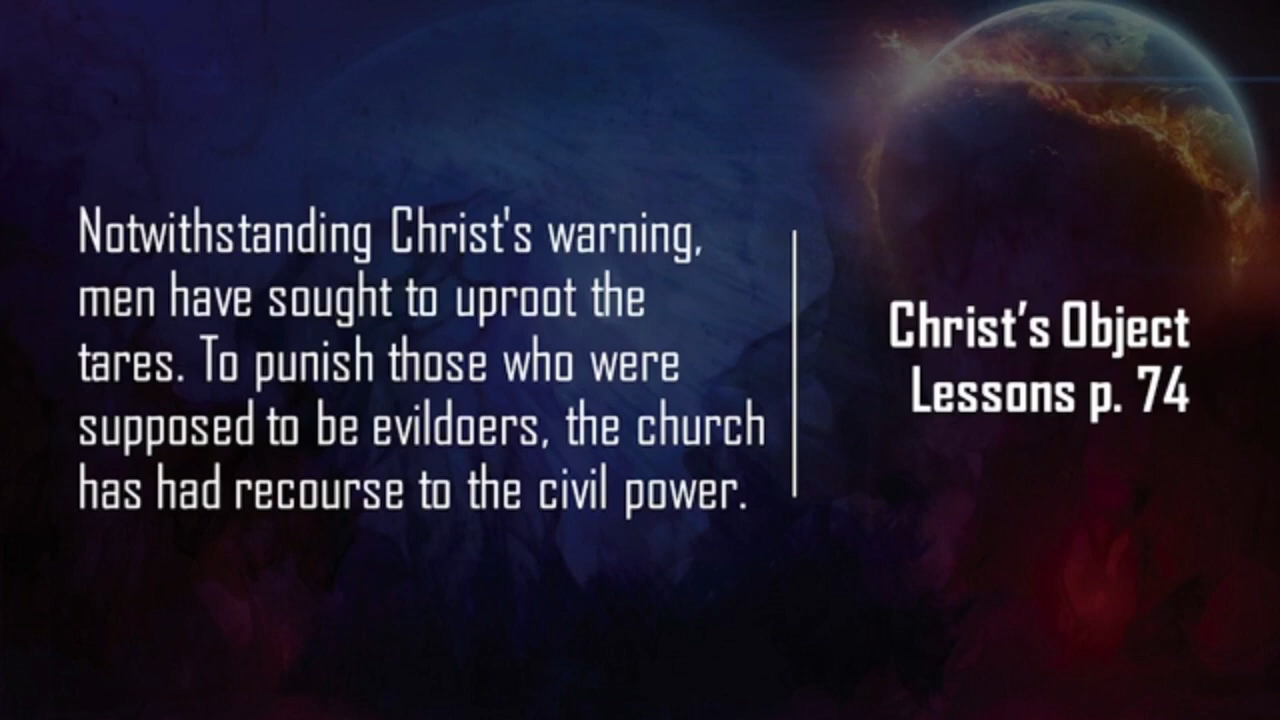 Notwithstanding Christ's warning,
men have sought to uproot the
tares. To punish those who were
supposed to be evildoers, the church
has had recourse to the civil power.
Christ’s Object
Lessons p. 74